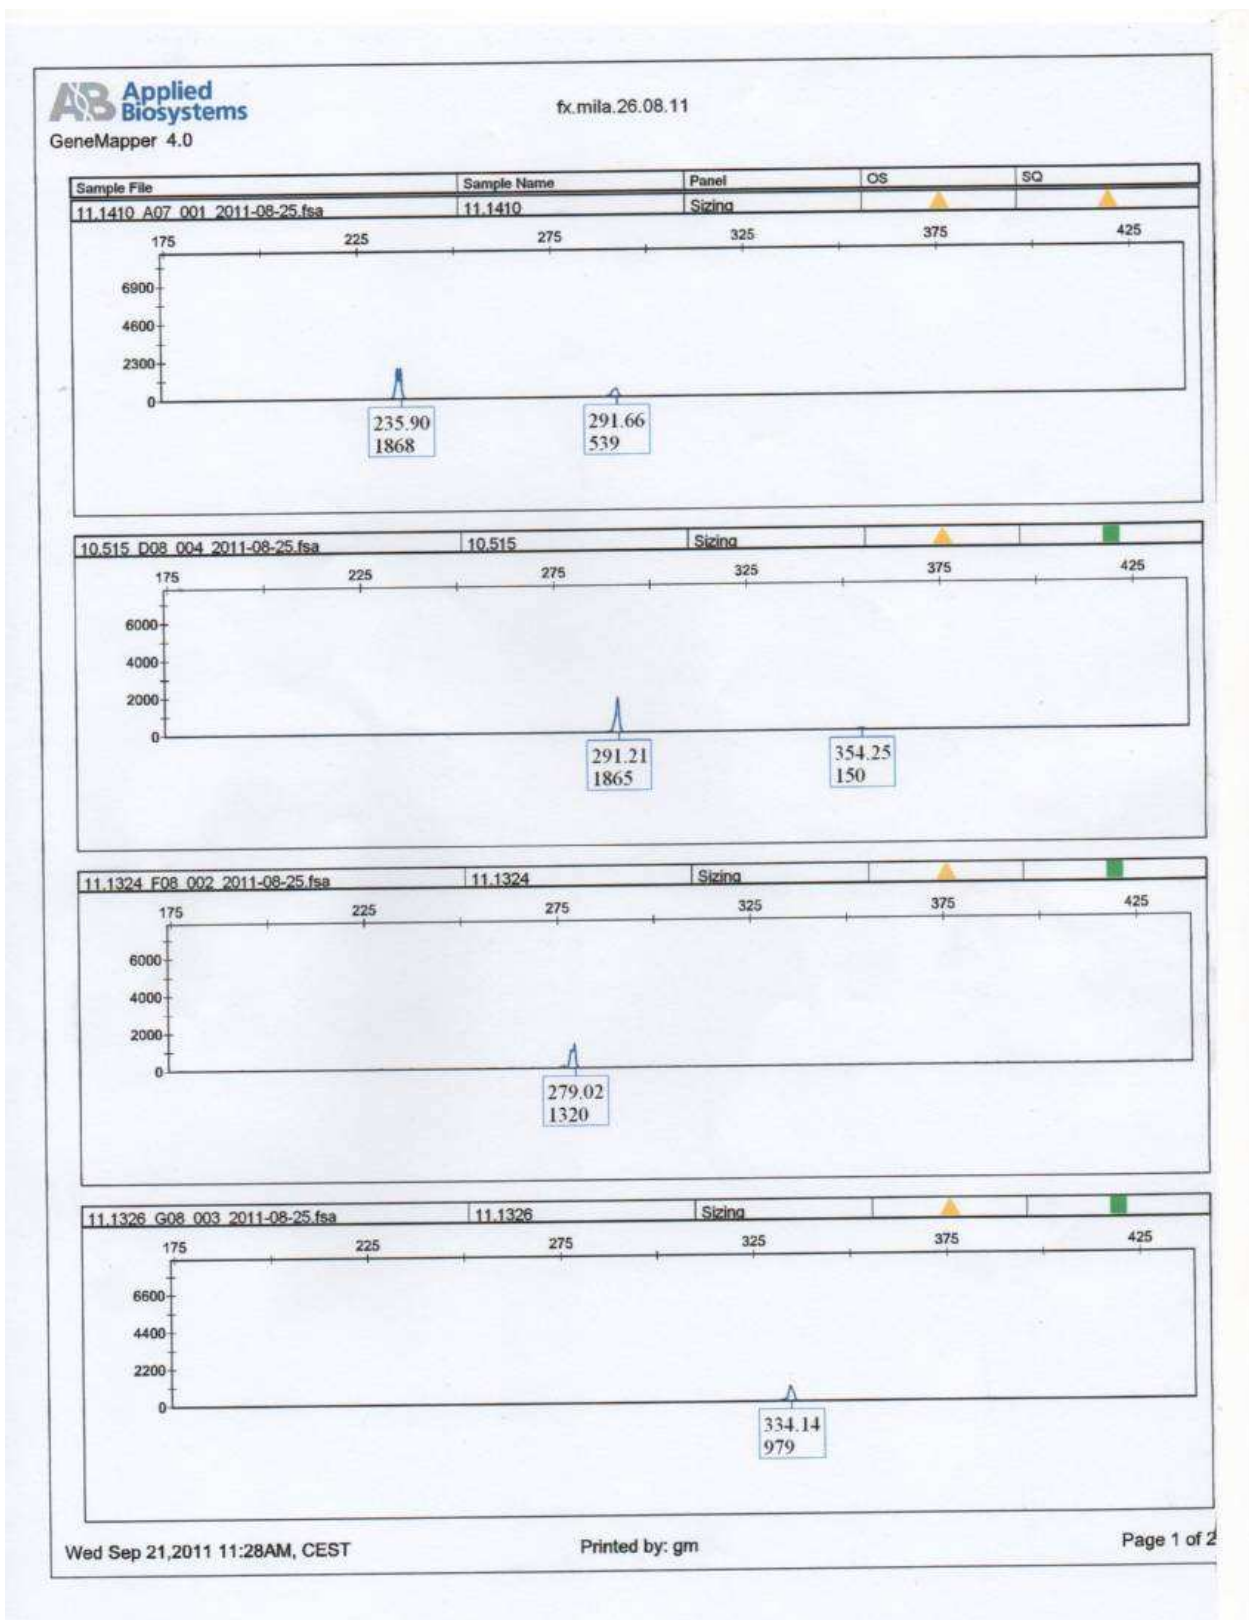 AB Applied
Biosystems
fx.mila.26.08.11
GeneMapper 4.0
Sample File Sample Name Panel OS SQ
11.1410_A07_001_2011-08-25.fsa 11.1410 Sizing
175 225 275 325 375 425
6900
4600
2300
0
235.90 291.66
1868 539
10.515_D08_004_2011-08-25.fsa 10.515 Sizing
175 225 275 325 375 425
6000
4000
2000
0
291.21 354.25
1865 150
11.1324_F08_002_2011-08-25.fsa 11.1324 Sizing
175 225 275 325 375 425
6000
4000
2000
0
279.02
1320
11.1326_G08_003_2011-08-25.fsa 11.1326 Sizing
175 225 275 325 375 425
6600
4400
2200
0
334.14
979
Wed Sep 21,2011 11:28AM, CEST Printed by: gm Page 1 of 2